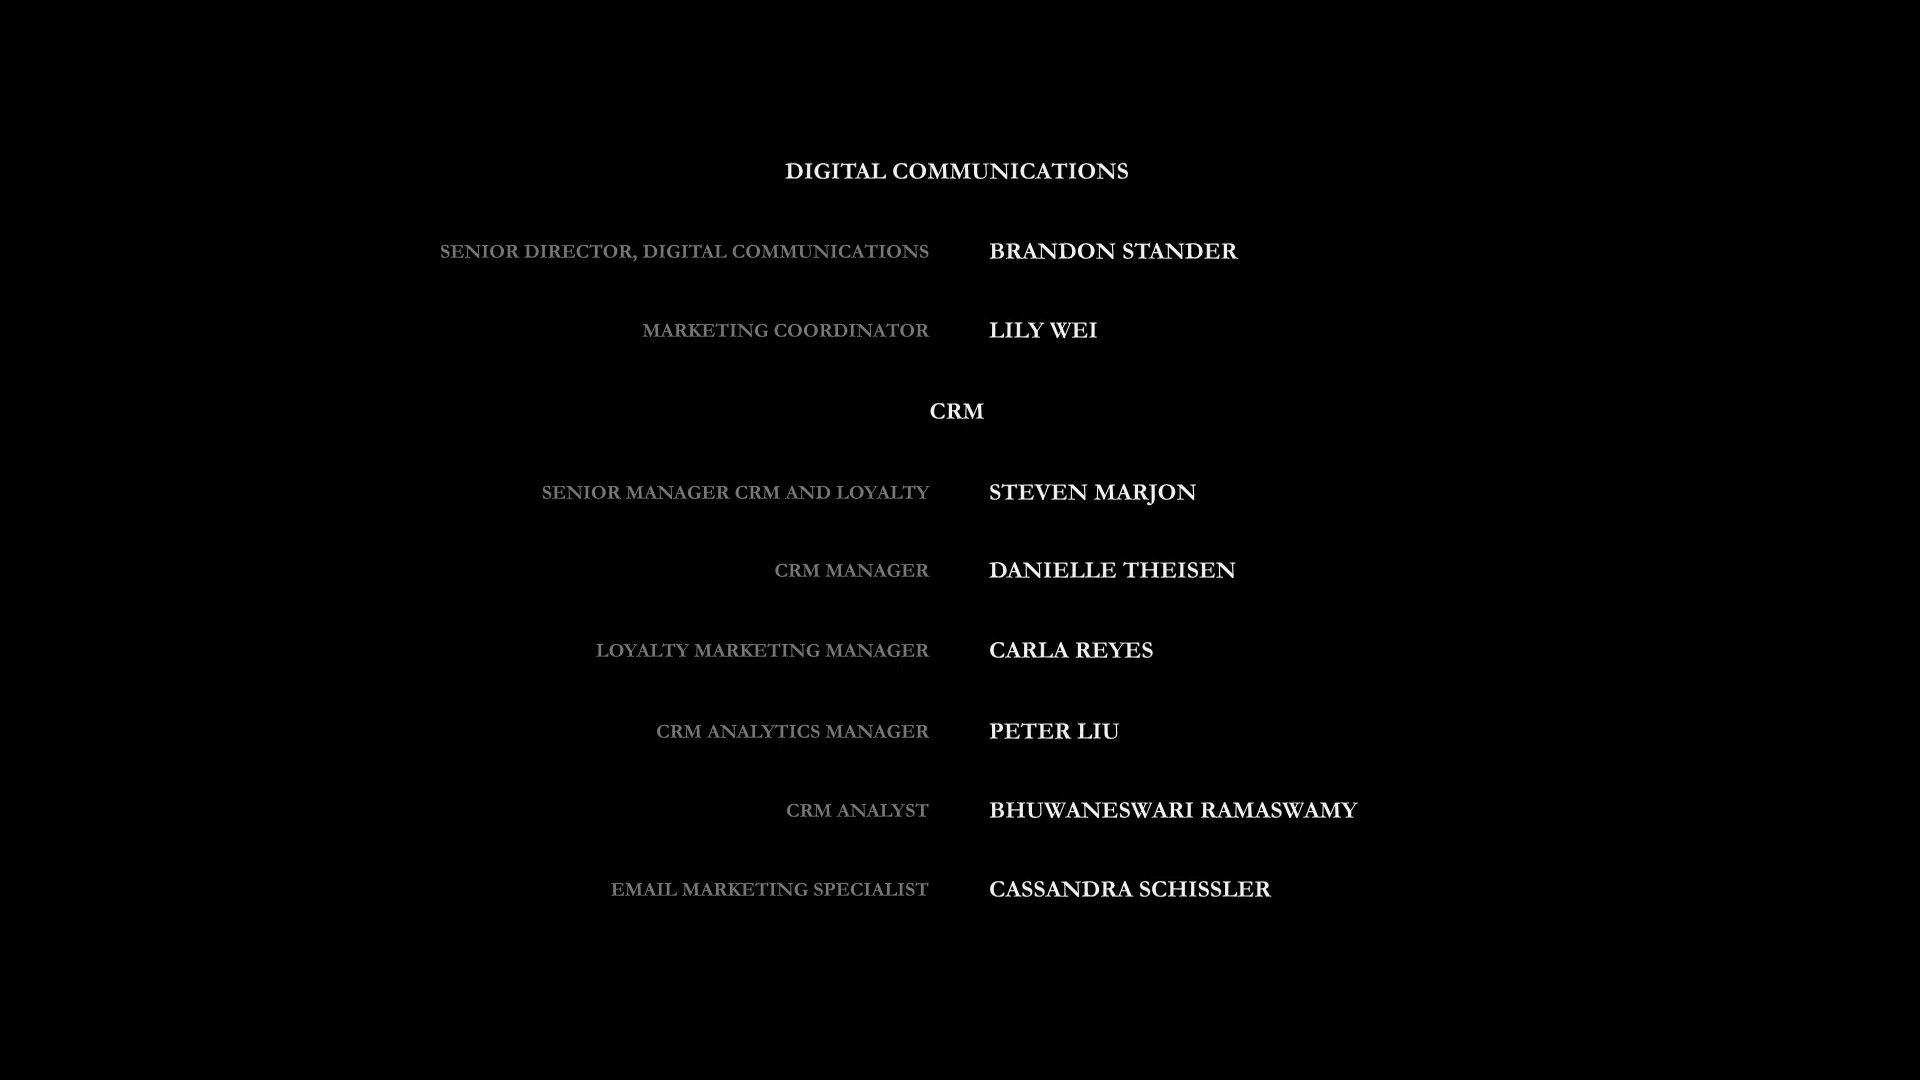 DIGITAL COMMUNICATIONS
SENIOR DIRECTOR, DIGITAL COMMUNICATIONS BRANDON STANDER
MARKETING COORDINATOR LILY WEI
CRM
SENIOR MANAGER CRM AND LOYALTY STEVEN MARJON
CRM MANAGER DANIELLE THEISEN
LOYALTY MARKETING MANAGER CARLA REYES
CRM ANALYTICS MANAGER PETER LIU
CRM ANALYST BHUWANESWARI RAMASWAMY
EMAIL MARKETING SPECIALIST CASSANDRA SCHISSLER